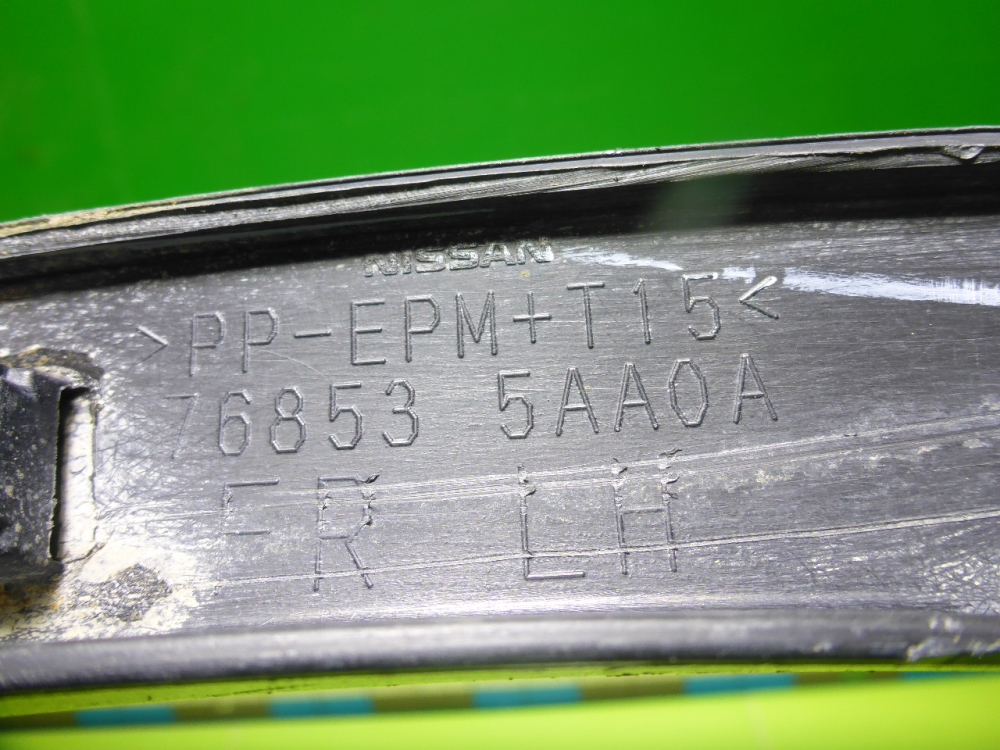 NISSAN
>PP-EPM+T15<
76853 5AA0A
FR LH